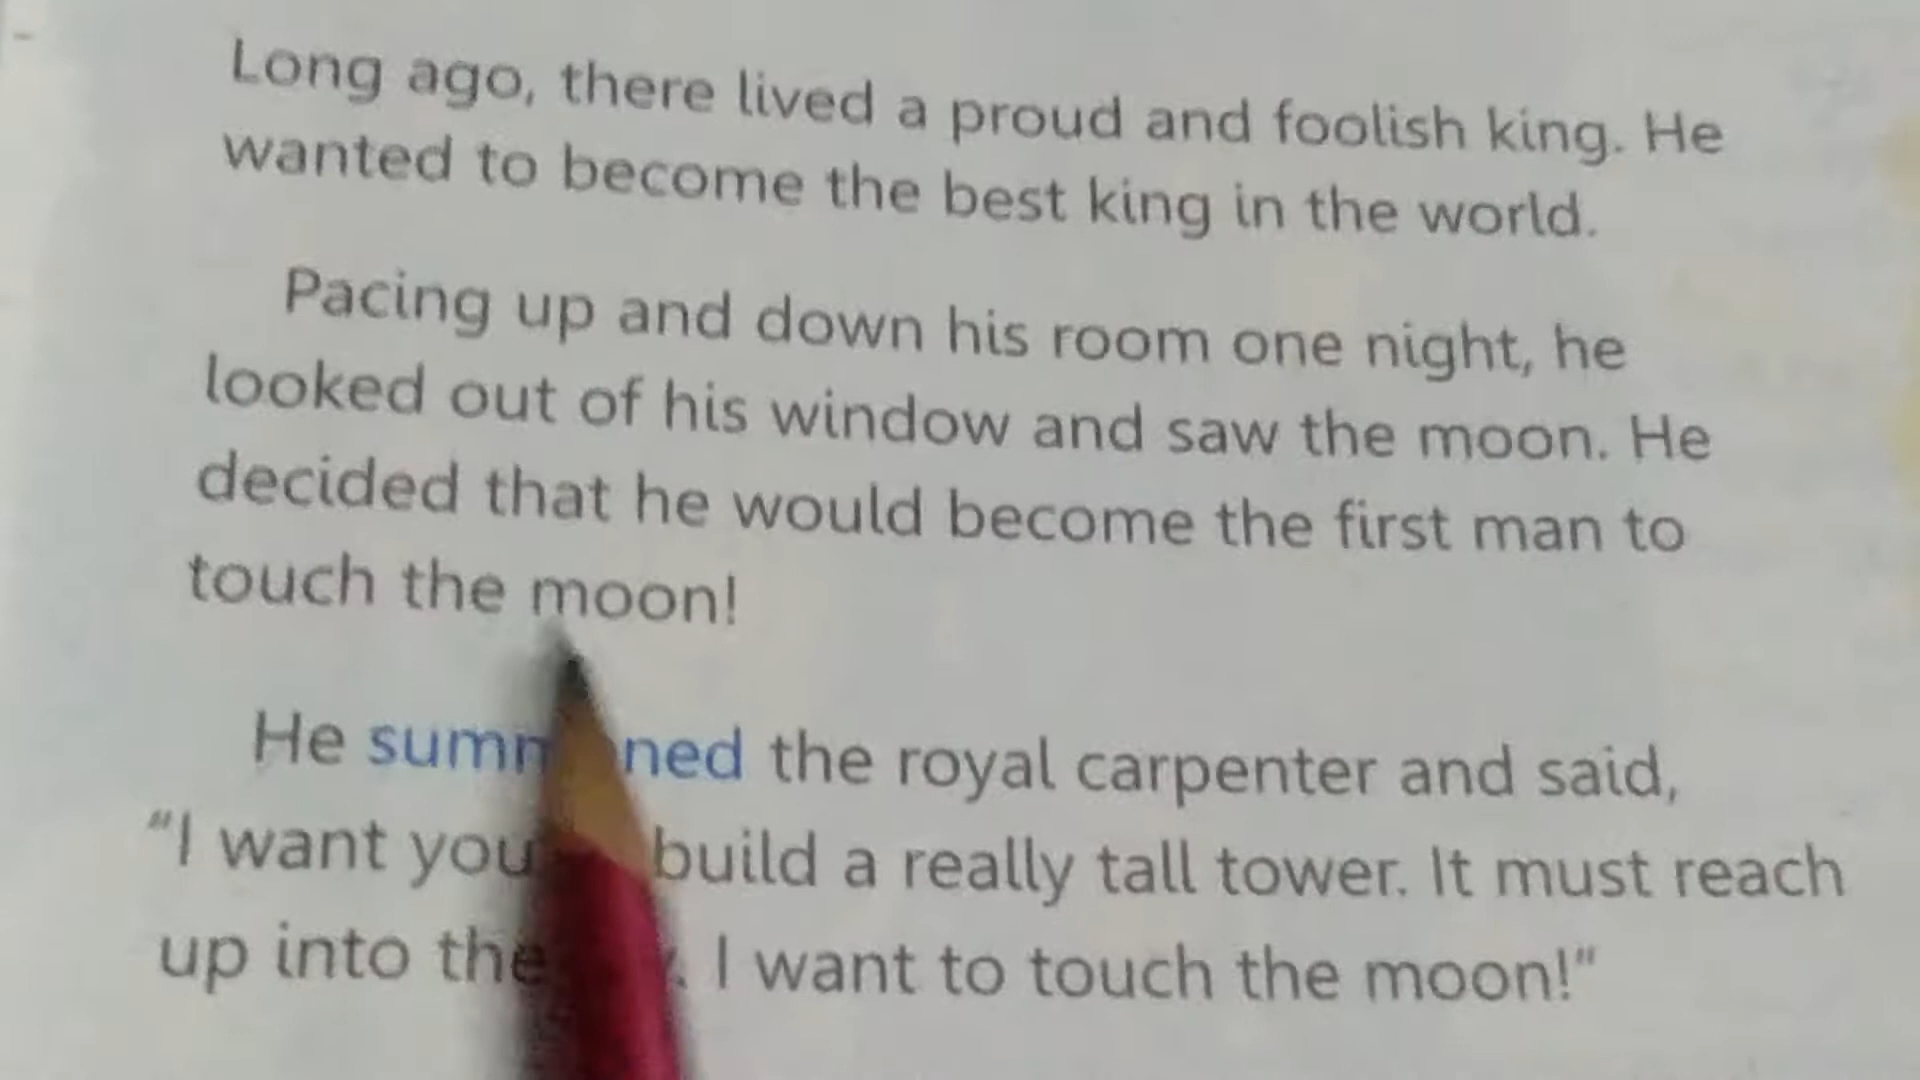 Long ago, there lived a proud and foolish king. He
wanted to become the best king in the world.
Pacing up and down his room one night, he
looked out of his window and saw the moon. He
decided that he would become the first man to
touch the moon!
He summ ned the royal carpenter and said,
"I want you build a really tall tower. It must reach
up into the . I want to touch the moon!"